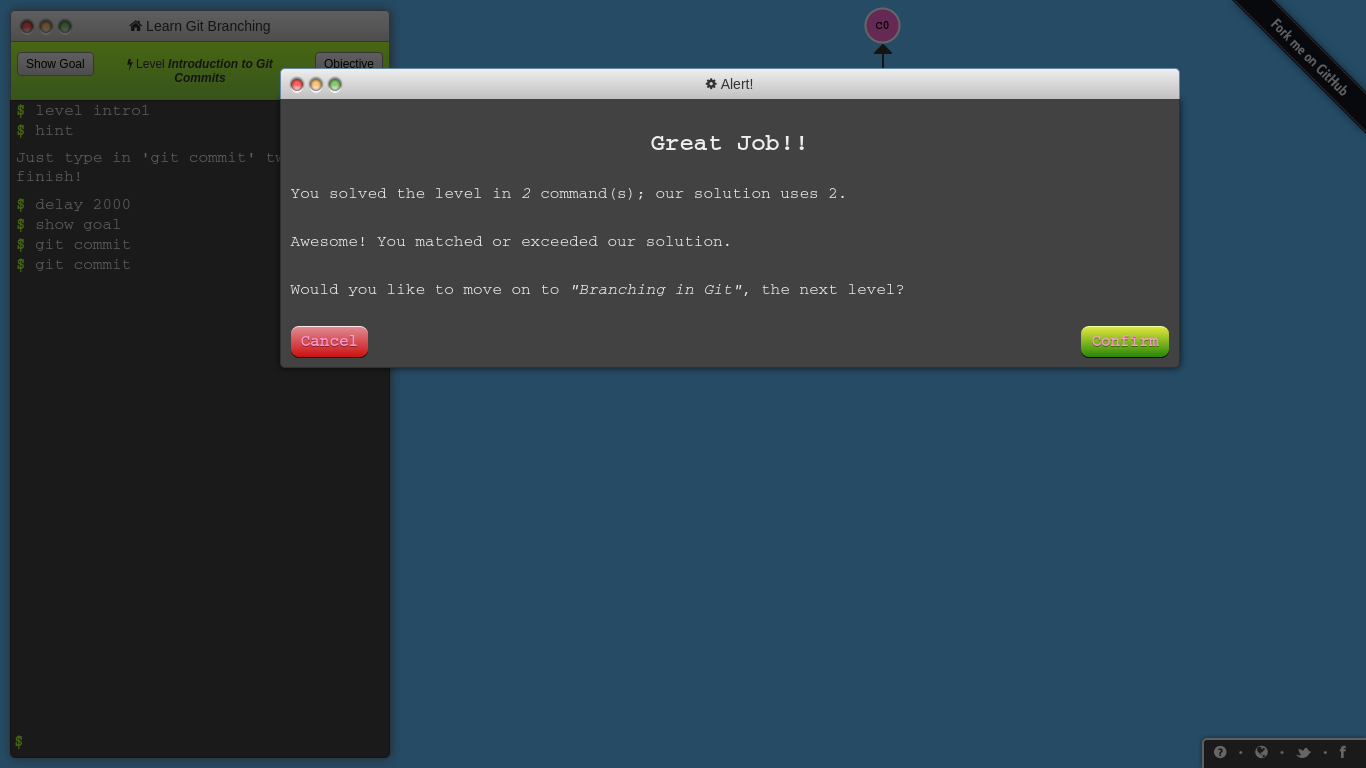 Learn Git Branching
Show Goal
Level Introduction to Git
Commits
Objective
$ level intro1
$ hint
Just type in 'git commit'
finish!
$ delay 2000
$ show goal
$ git commit
$ git commit
$
C0
Fork me on GitHub
Alert!
Great Job!!
You solved the level in 2 command(s); our solution uses 2.
Awesome! You matched or exceeded our solution.
Would you like to move on to "Branching in Git", the next level?
Cancel
Confirm